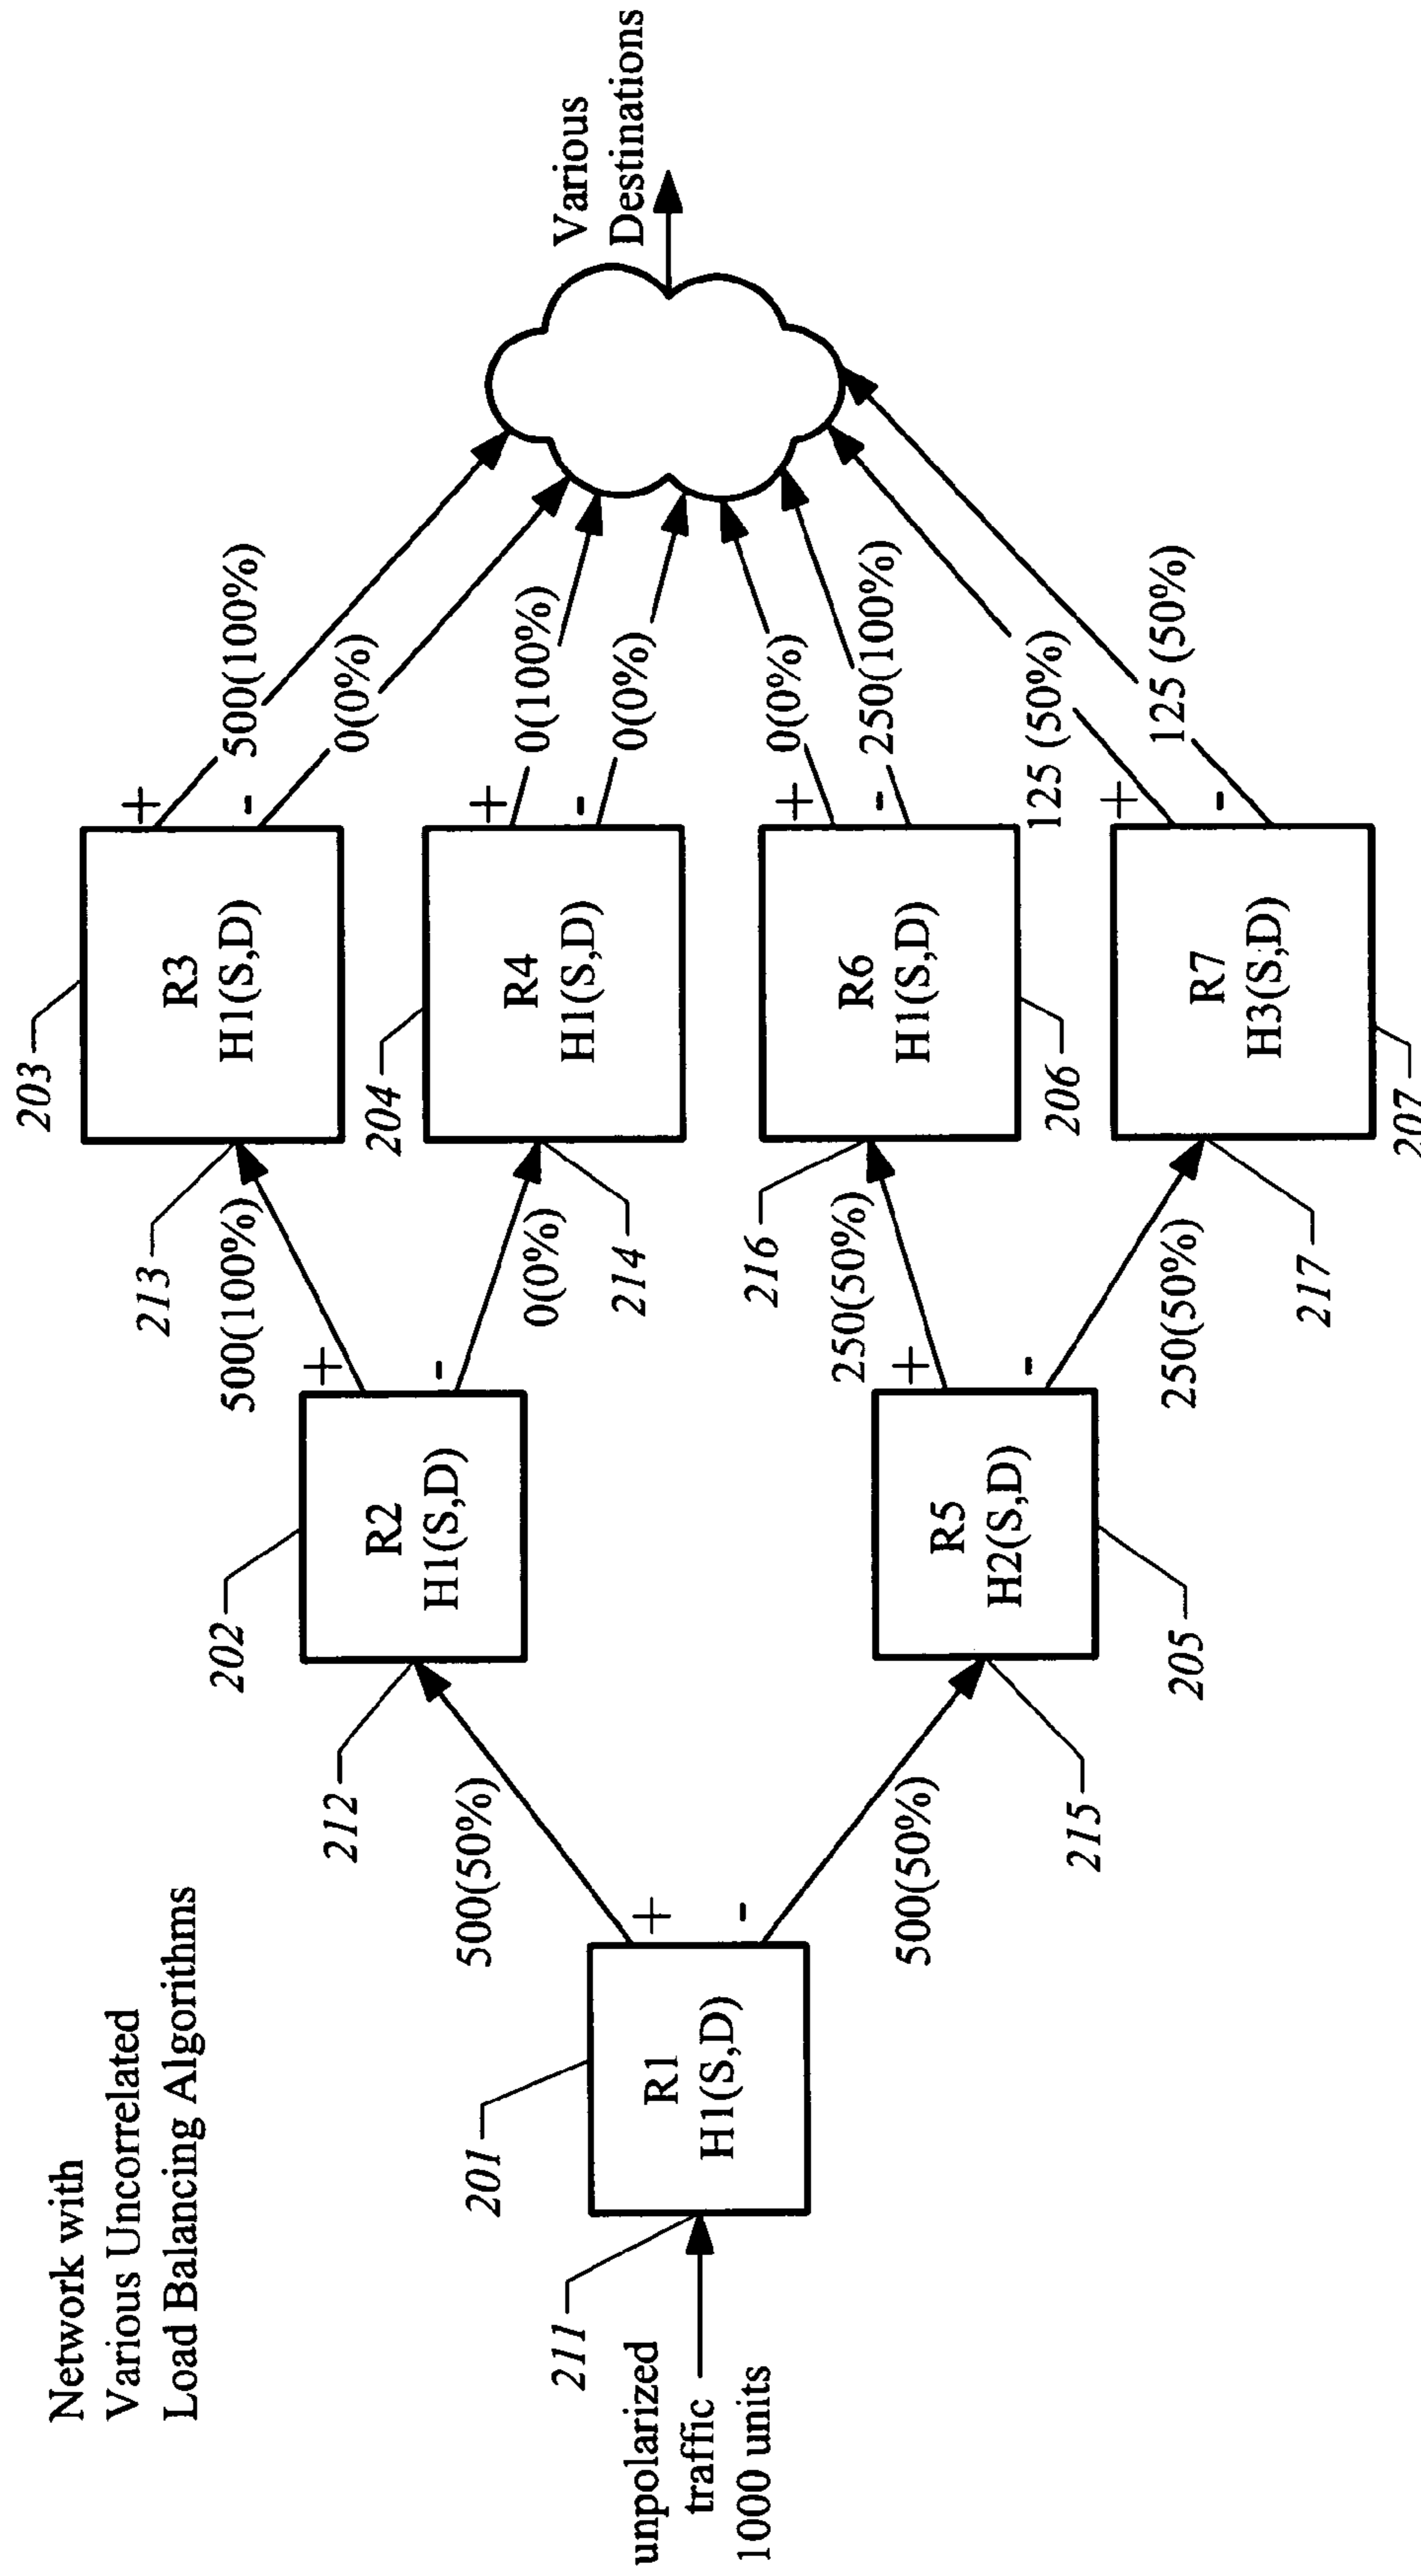 Network with
Various Uncorrelated
Load Balancing Algorithms
unpolarized
traffic
1000 units
211
201
R1
H1(S,D)
+
-
500(50%)
500(50%)
212
202
R2
H1(S,D)
+
-
500(100%)
0(0%)
215
205
R5
H2(S,D)
+
-
250(50%)
250(50%)
213
203
R3
H1(S,D)
+
-
500(100%)
0(0%)
214
204
R4
H1(S,D)
+
-
0(100%)
0(0%)
216
206
R6
H1(S,D)
+
-
0(0%)
250(100%)
217
207
R7
H3(S,D)
+
-
125 (50%)
125 (50%)
Various
Destinations